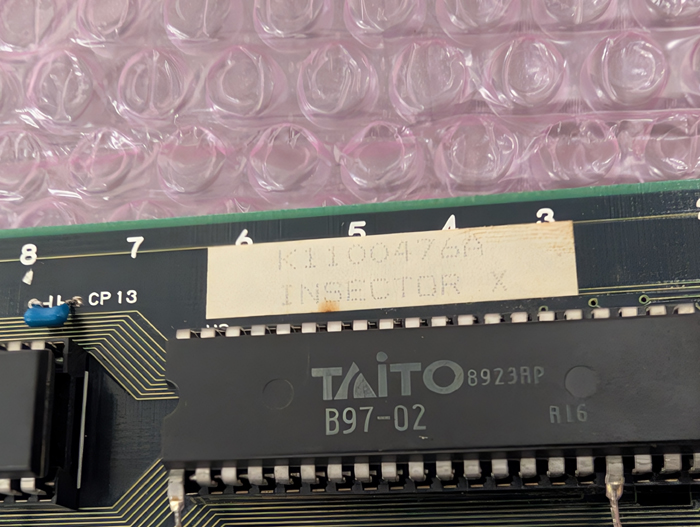 8 7 6 5 4 3
K1100476A
INSECTOR X
CP13
TAITO 8923AP
B97-02 R16